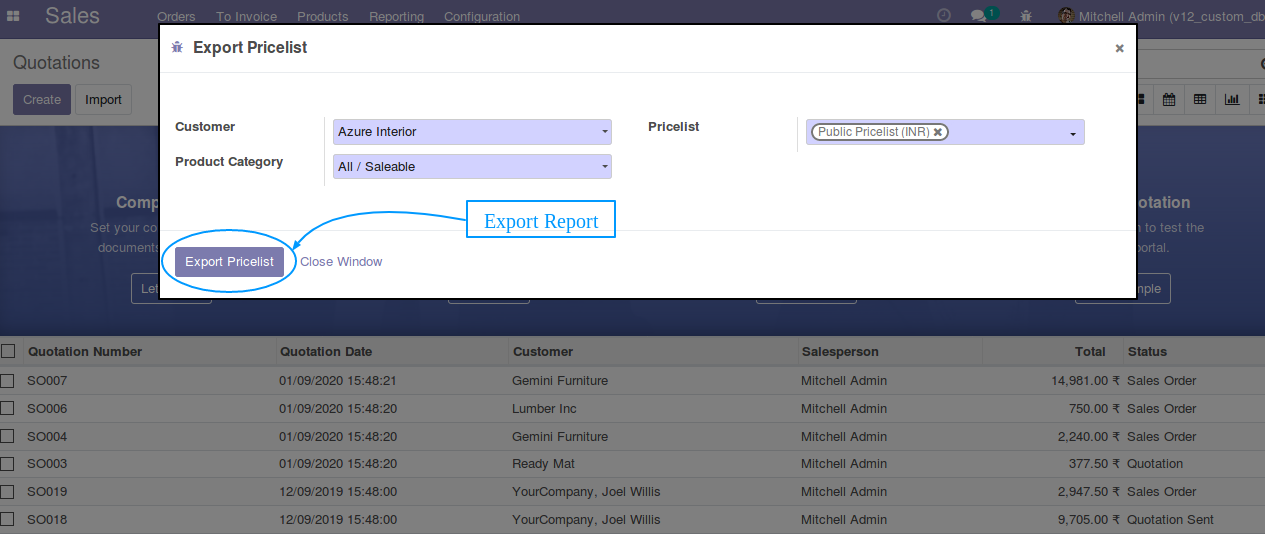 Sales Orders To Invoice Products Reporting Configuration 1 Mitchell Admin (v12_custom_db
Export Pricelist ×
Quotations
Create Import
Customer Azure Interior Pricelist Public Pricelist (INR) ✖
Product Category All / Saleable
Comp otation
Export Report
Set your co n to test the
documents portal.
Export Pricelist Close Window
Let mple
Quotation Number Quotation Date Customer Salesperson Total Status
SO007 01/09/2020 15:48:21 Gemini Furniture Mitchell Admin 14,981.00 ₹ Sales Order
SO006 01/09/2020 15:48:20 Lumber Inc Mitchell Admin 750.00 ₹ Sales Order
SO004 01/09/2020 15:48:20 Gemini Furniture Mitchell Admin 2,240.00 ₹ Sales Order
SO003 01/09/2020 15:48:20 Ready Mat Mitchell Admin 377.50 ₹ Quotation
SO019 12/09/2019 15:48:00 YourCompany, Joel Willis Mitchell Admin 2,947.50 ₹ Sales Order
SO018 12/09/2019 15:48:00 YourCompany, Joel Willis Mitchell Admin 9,705.00 ₹ Quotation Sent